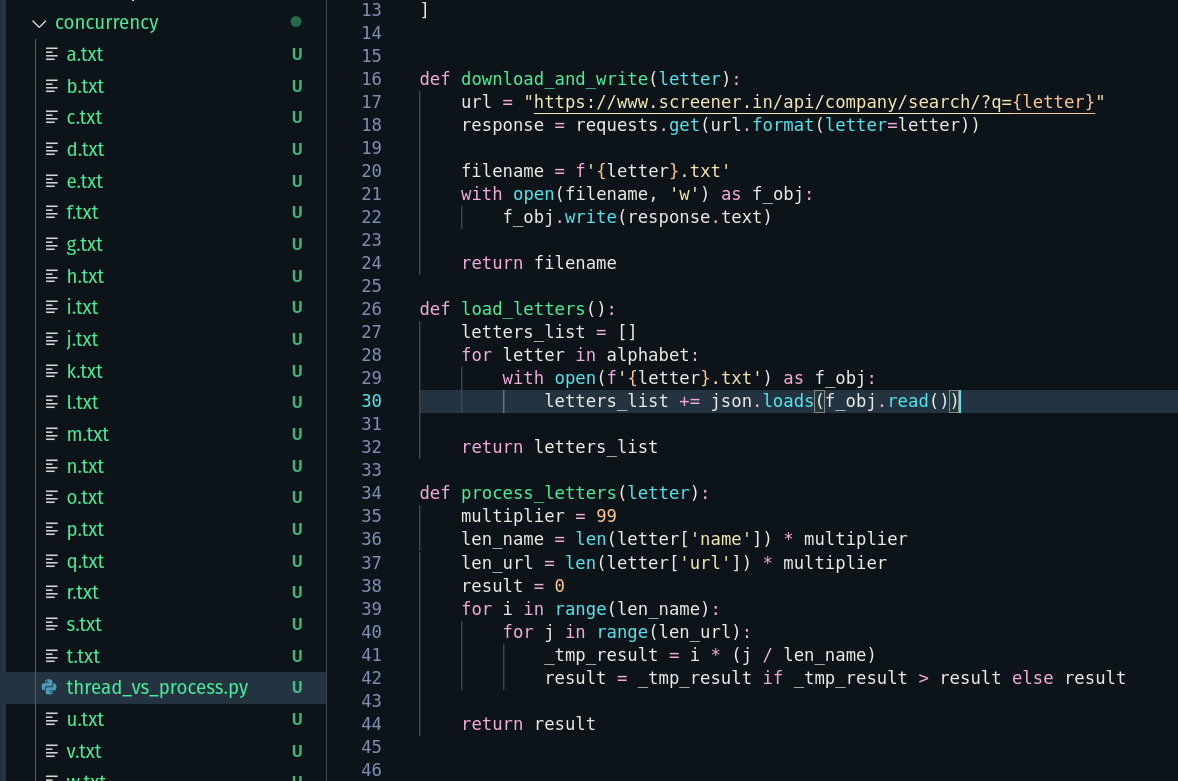 concurrency
a.txt U
b.txt U
c.txt U
d.txt U
e.txt U
f.txt U
g.txt U
h.txt U
i.txt U
j.txt U
k.txt U
l.txt U
m.txt U
n.txt U
o.txt U
p.txt U
q.txt U
r.txt U
s.txt U
t.txt U
thread_vs_process.py U
u.txt U
v.txt U
w.txt U
13 ]
14
15
16 def download_and_write(letter):
17     url = "https://www.screener.in/api/company/search/?q={letter}"
18     response = requests.get(url.format(letter=letter))
19
20     filename = f'{letter}.txt'
21     with open(filename, 'w') as f_obj:
22         f_obj.write(response.text)
23
24     return filename
25
26 def load_letters():
27     letters_list = []
28     for letter in alphabet:
29         with open(f'{letter}.txt') as f_obj:
30             letters_list += json.loads(f_obj.read())
31
32     return letters_list
33
34 def process_letters(letter):
35     multiplier = 99
36     len_name = len(letter['name']) * multiplier
37     len_url = len(letter['url']) * multiplier
38     result = 0
39     for i in range(len_name):
40         for j in range(len_url):
41             _tmp_result = i * (j / len_name)
42             result = _tmp_result if _tmp_result > result else result
43
44     return result
45
46